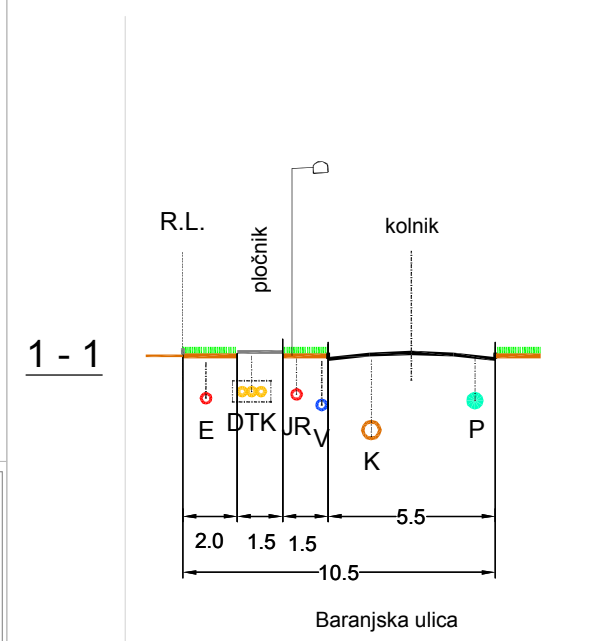 R.L.
pločnik
kolnik
1 - 1
E
DTK
JR
V
K
P
2.0
1.5
1.5
5.5
10.5
Baranjska ulica